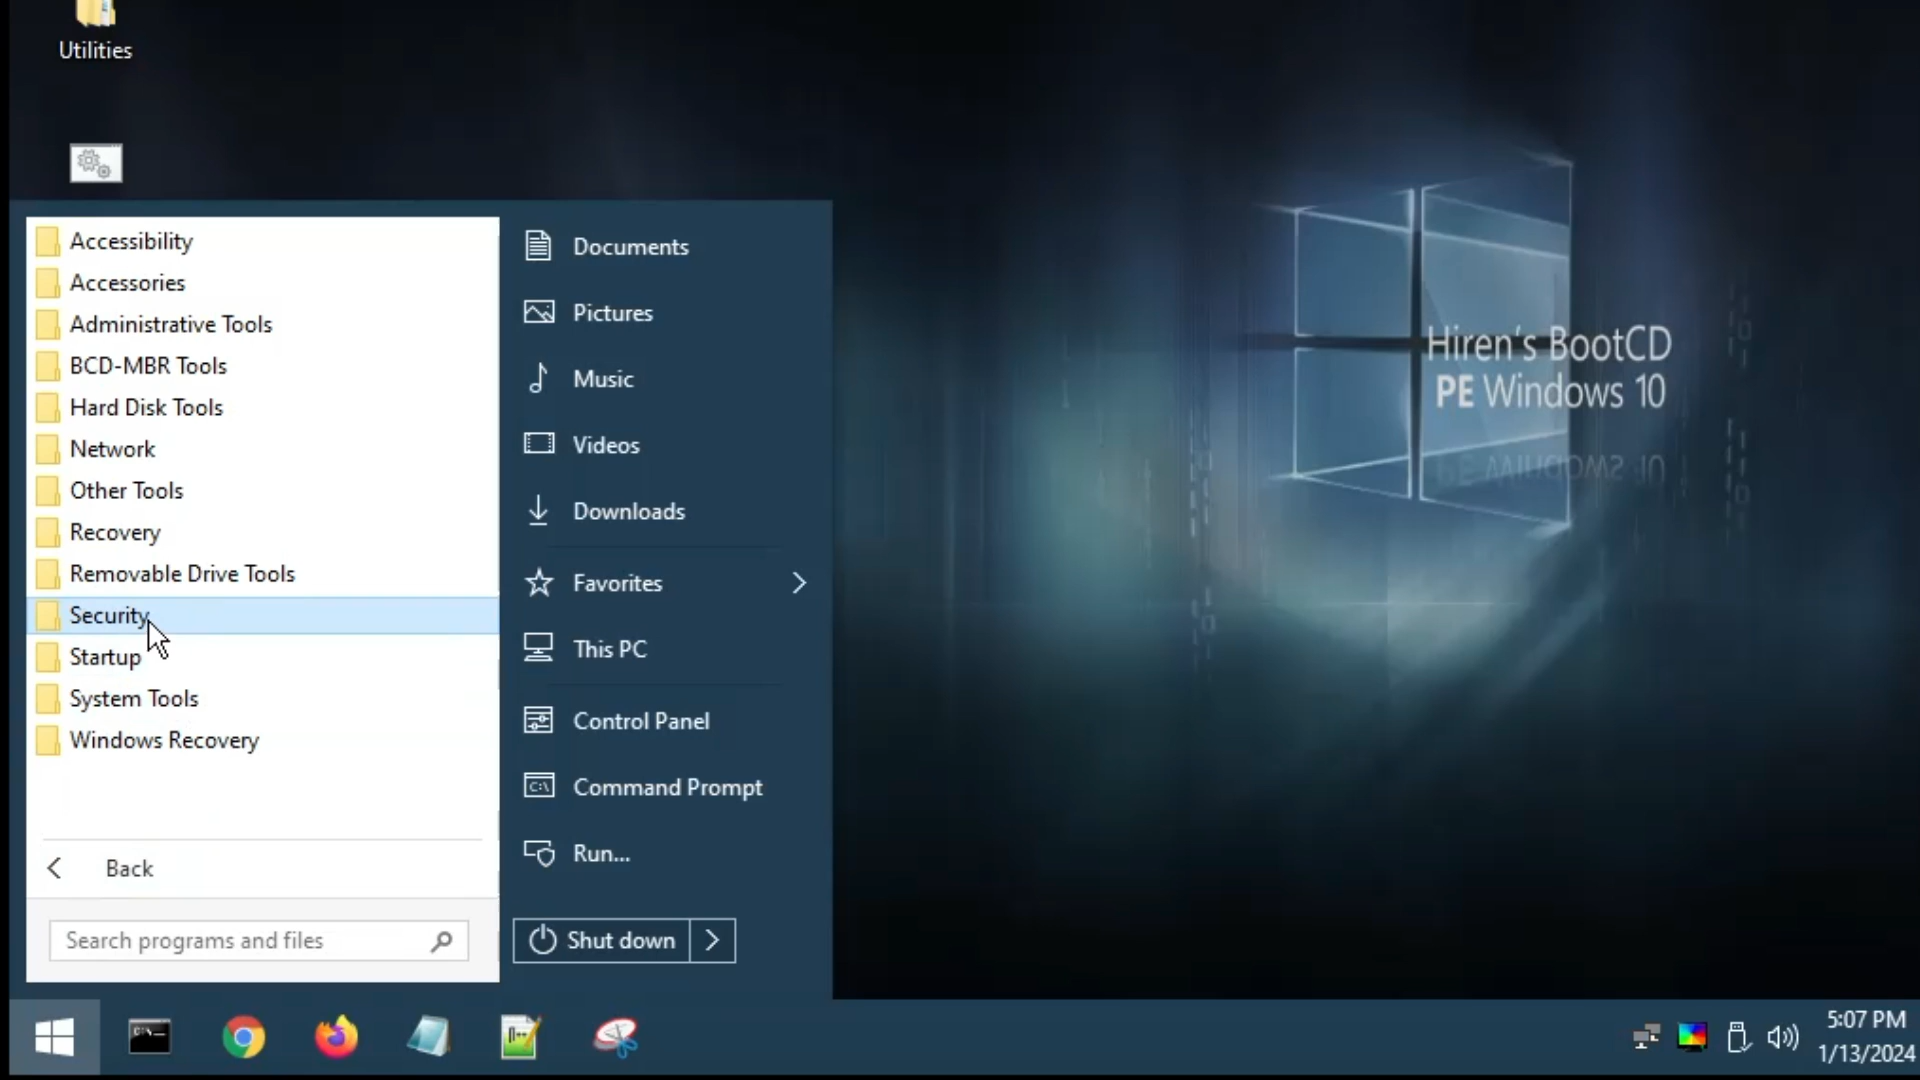 Utilities
Accessibility
Accessories
Administrative Tools
BCD-MBR Tools
Hard Disk Tools
Network
Other Tools
Recovery
Removable Drive Tools
Security
Startup
System Tools
Windows Recovery
Back
Search programs and files
Documents
Pictures
Music
Videos
Downloads
Favorites
This PC
Control Panel
Command Prompt
Run...
Shut down
Hiren's BootCD
PE Windows 10
5:07 PM
1/13/2024